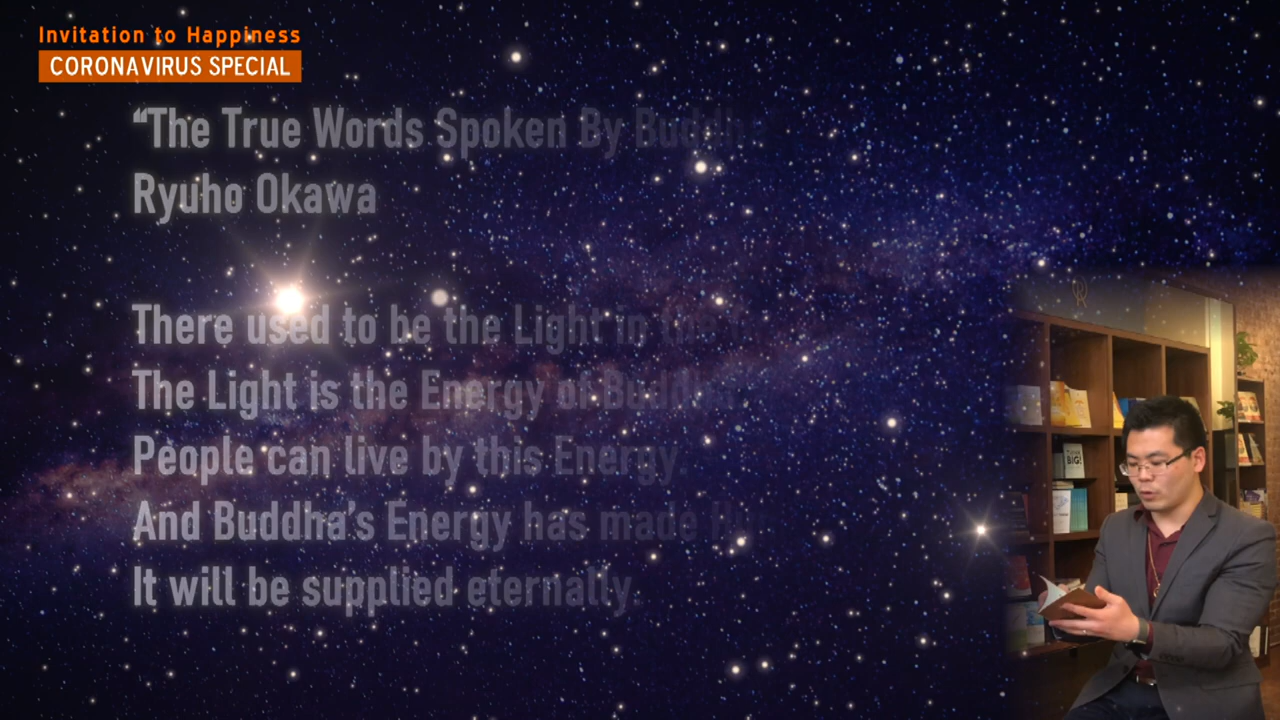 Invitation to Happiness
CORONAVIRUS SPECIAL
“The True Words Spoken By
Ryuho Okawa
There used to be the Light in
The Light is the Energy of Buddha
People can live by this Energy.
And Buddha’s Energy has made
It will be supplied eternally.
BIG!